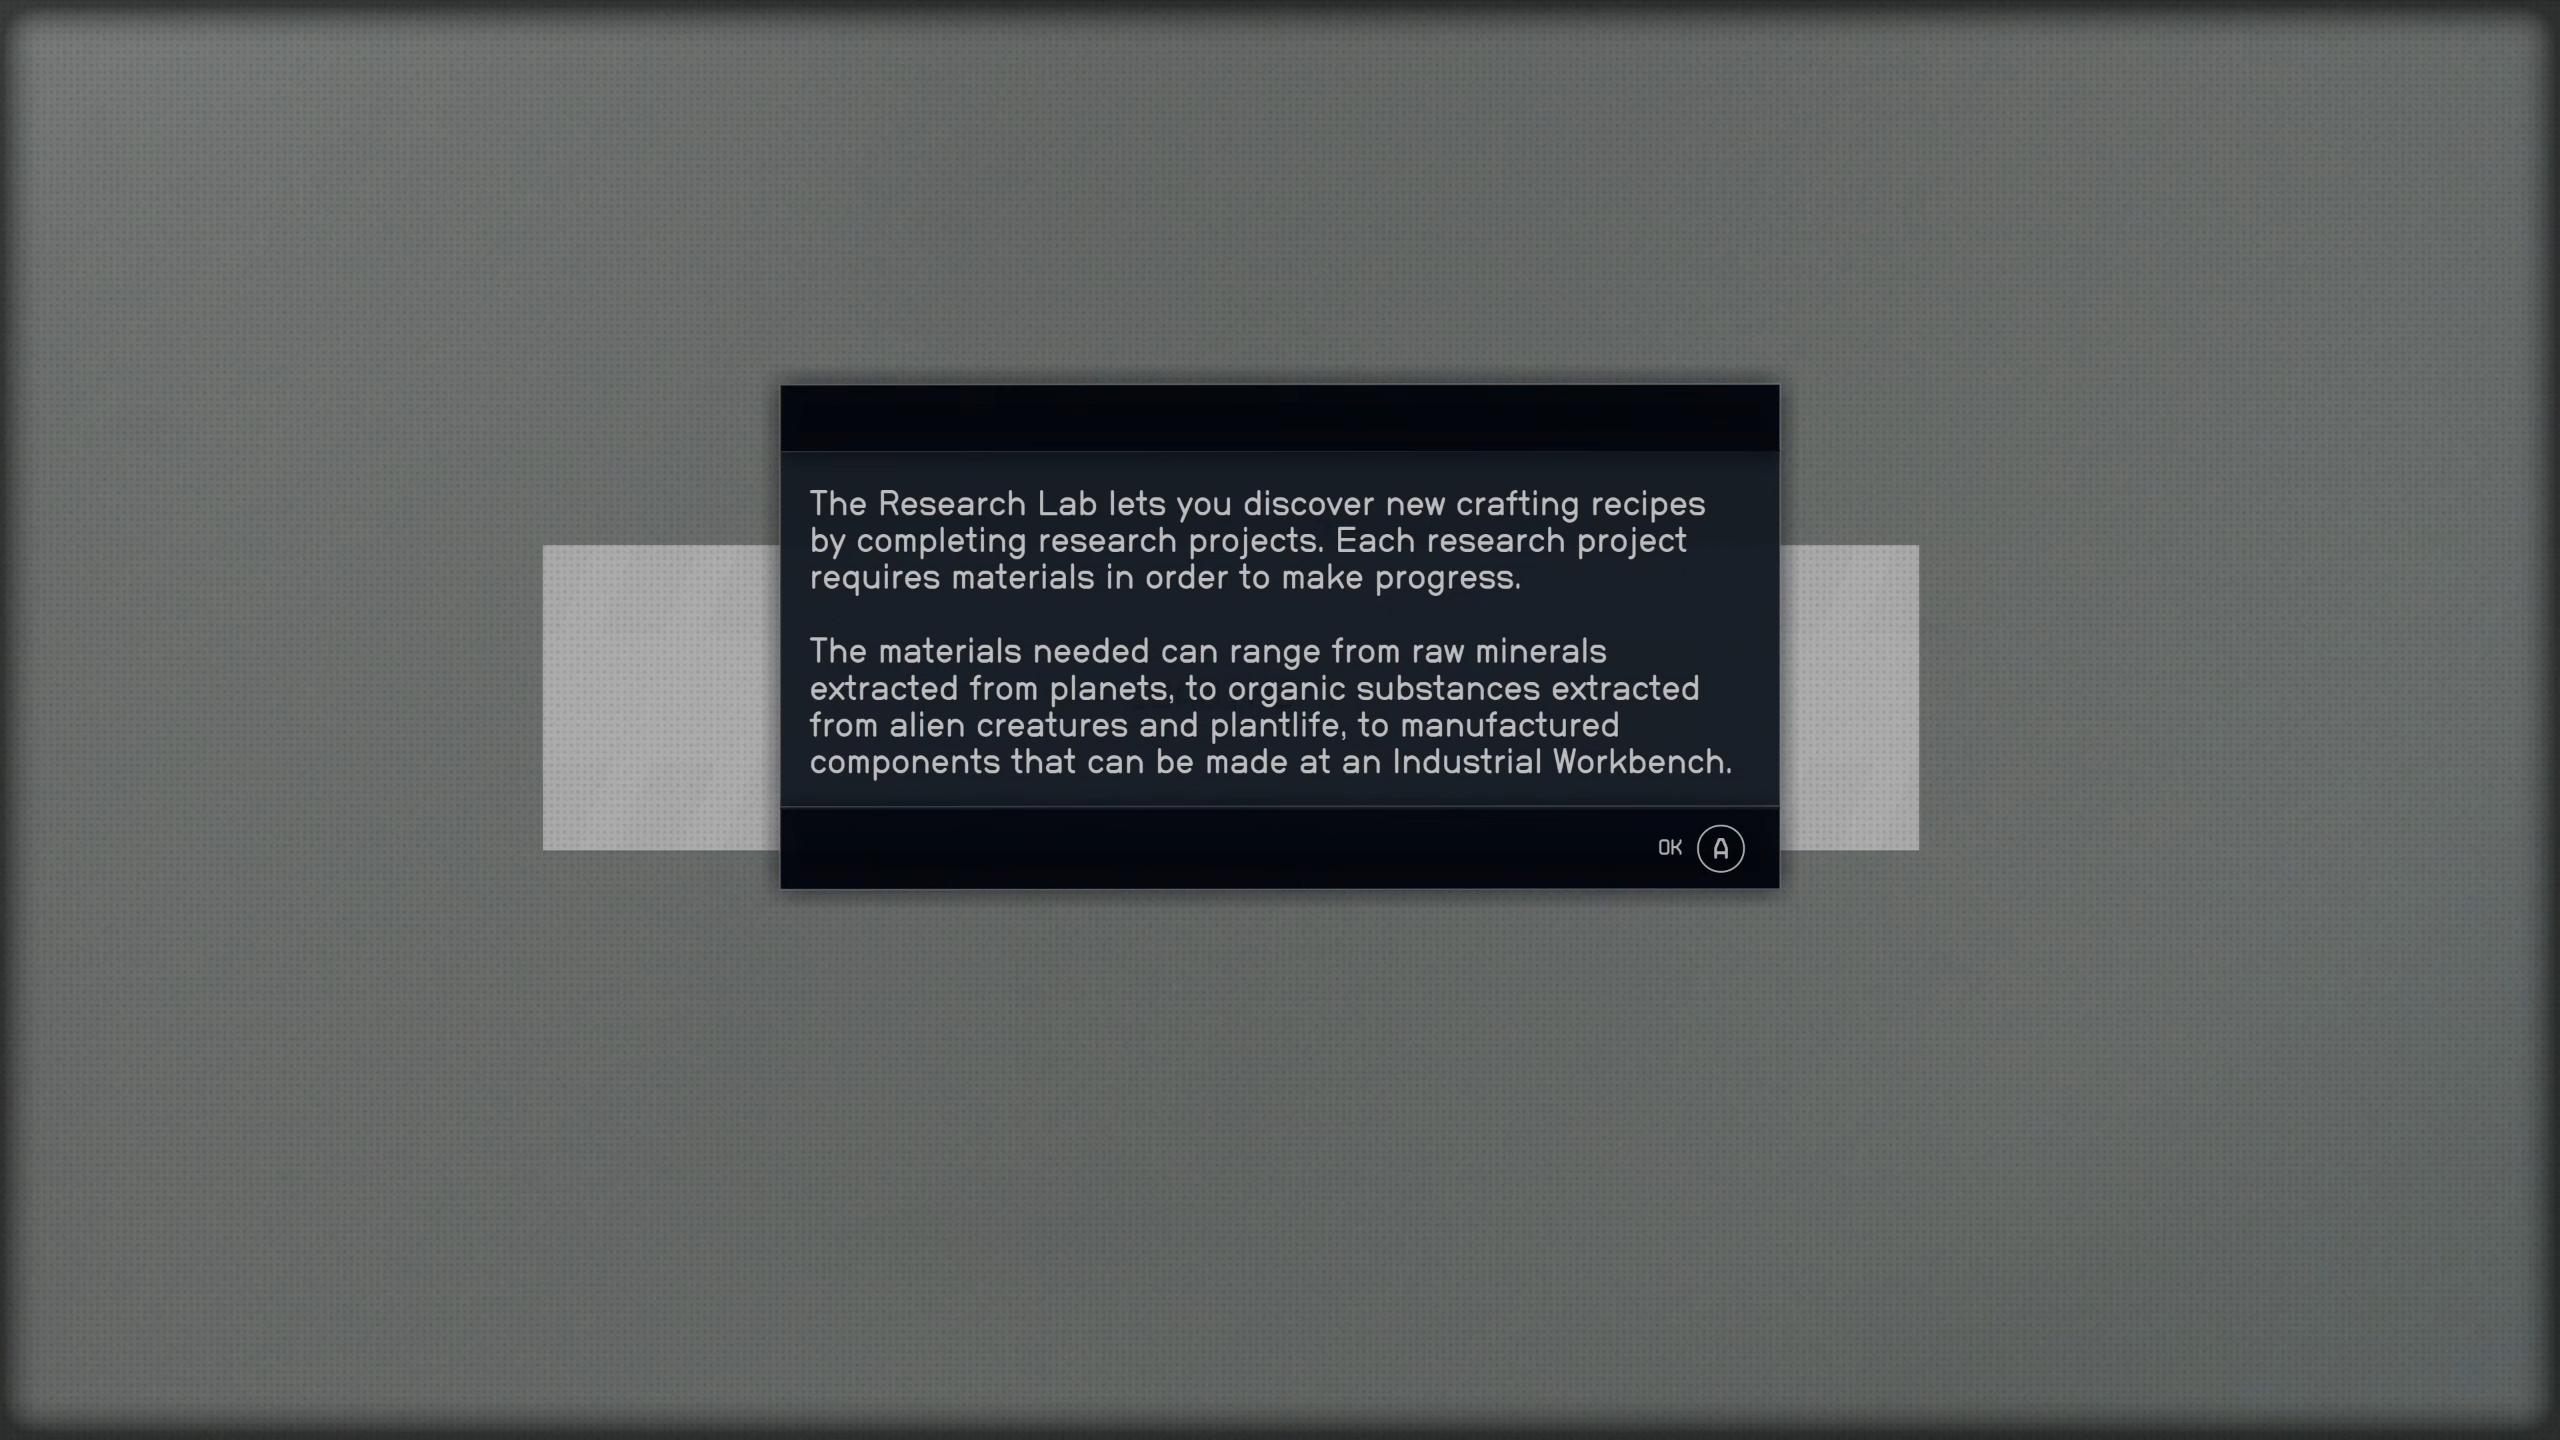 The Research Lab lets you discover new crafting recipes
by completing research projects. Each research project
requires materials in order to make progress.
The materials needed can range from raw minerals
extracted from planets, to organic substances extracted
from alien creatures and plantlife, to manufactured
components that can be made at an Industrial Workbench.
OK A